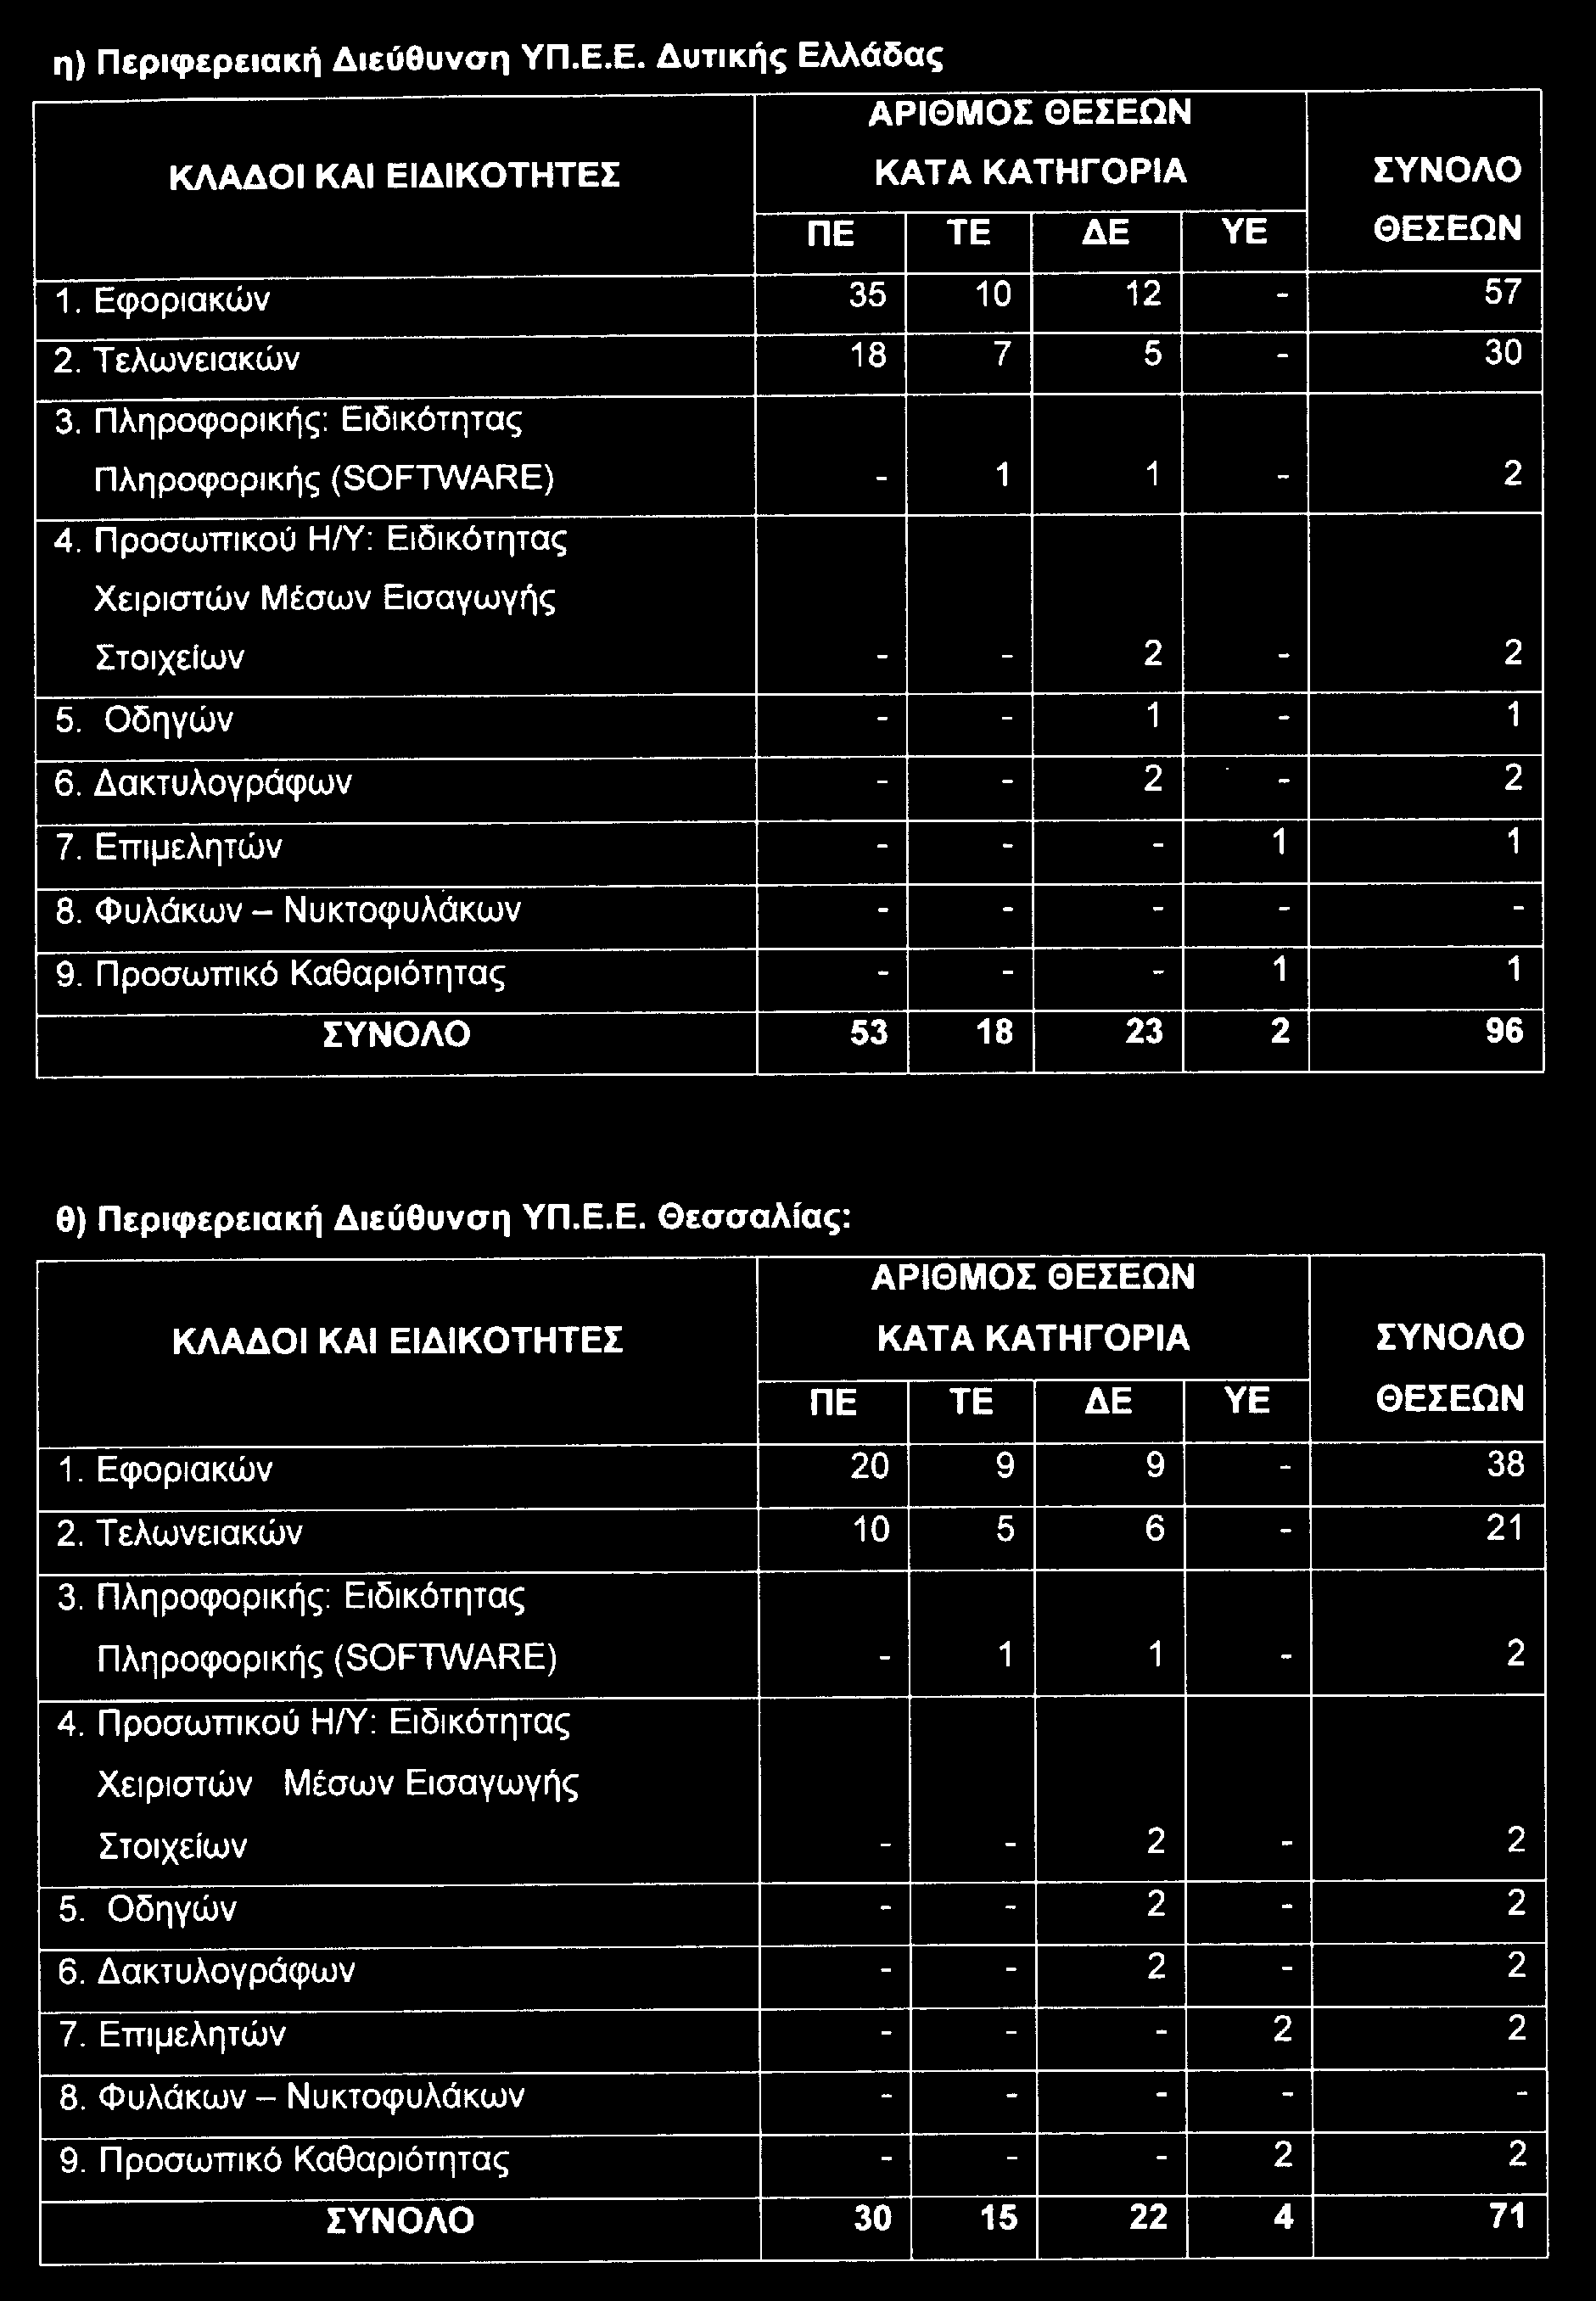 η) Περιφερειακή Διεύθυνση ΥΠ.Ε.Ε. Δυτικής Ελλάδας
ΑΡΙΘΜΟΣ ΘΕΣΕΩΝ
ΚΛΑΔΟΙ ΚΑΙ ΕΙΔΙΚΟΤΗΤΕΣ ΚΑΤΑ ΚΑΤΗΓΟΡΙΑ ΣΥΝΟΛΟ
ΠΕ ΤΕ ΔΕ ΥΕ ΘΕΣΕΩΝ
1. Εφοριακών 35 10 12 - 57
2. Τελωνειακών 18 7 5 - 30
3. Πληροφορικής: Ειδικότητας
Πληροφορικής (SOFTWARE) - 1 1 - 2
4. Προσωπικού Η/Υ: Ειδικότητας
Χειριστών Μέσων Εισαγωγής
Στοιχείων - - 2 - 2
5. Οδηγών - - 1 - 1
6. Δακτυλογράφων - - 2 - 2
7. Επιμελητών - - - 1 1
8. Φυλάκων – Νυκτοφυλάκων - - - - -
9. Προσωπικό Καθαριότητας - - - 1 1
ΣΥΝΟΛΟ 53 18 23 2 96
θ) Περιφερειακή Διεύθυνση ΥΠ.Ε.Ε. Θεσσαλίας:
ΑΡΙΘΜΟΣ ΘΕΣΕΩΝ
ΚΛΑΔΟΙ ΚΑΙ ΕΙΔΙΚΟΤΗΤΕΣ ΚΑΤΑ ΚΑΤΗΓΟΡΙΑ ΣΥΝΟΛΟ
ΠΕ ΤΕ ΔΕ ΥΕ ΘΕΣΕΩΝ
1. Εφοριακών 20 9 9 - 38
2. Τελωνειακών 10 5 6 - 21
3. Πληροφορικής: Ειδικότητας
Πληροφορικής (SOFTWARE) - 1 1 - 2
4. Προσωπικού Η/Υ: Ειδικότητας
Χειριστών Μέσων Εισαγωγής
Στοιχείων - - 2 - 2
5. Οδηγών - - 2 - 2
6. Δακτυλογράφων - - 2 - 2
7. Επιμελητών - - - 2 2
8. Φυλάκων – Νυκτοφυλάκων - - - - -
9. Προσωπικό Καθαριότητας - - - 2 2
ΣΥΝΟΛΟ 30 15 22 4 71